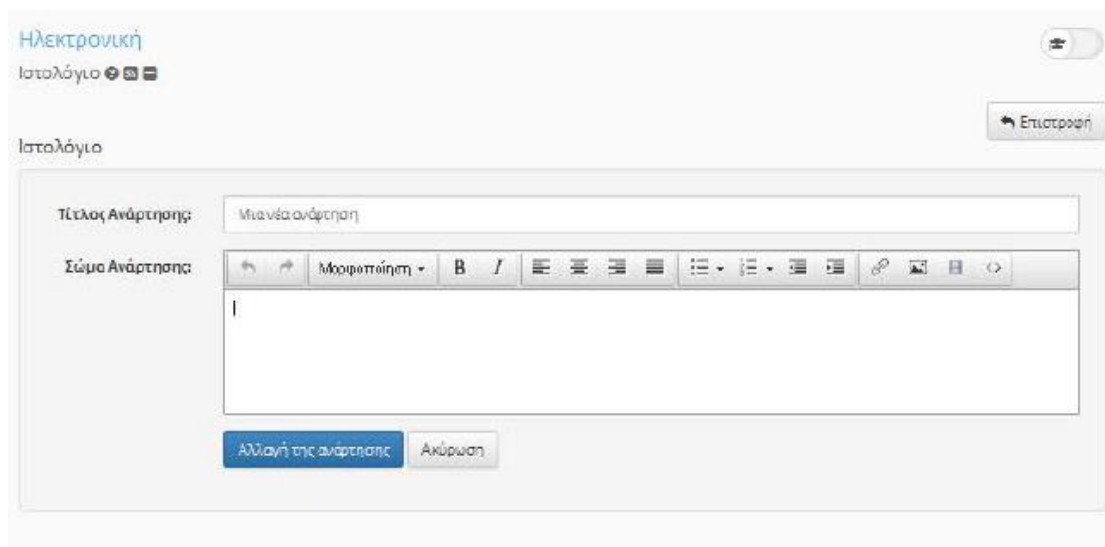 Ηλεκτρονική
Ιστολόγιο
Επιστροφή
Ιστολόγιο
Τίτλος Ανάρτησης:
Μια νέα ανάρτηση
Σώμα Ανάρτησης:
Μορφοποίηση B I
Αλλαγή της ανάρτησης Ακύρωση